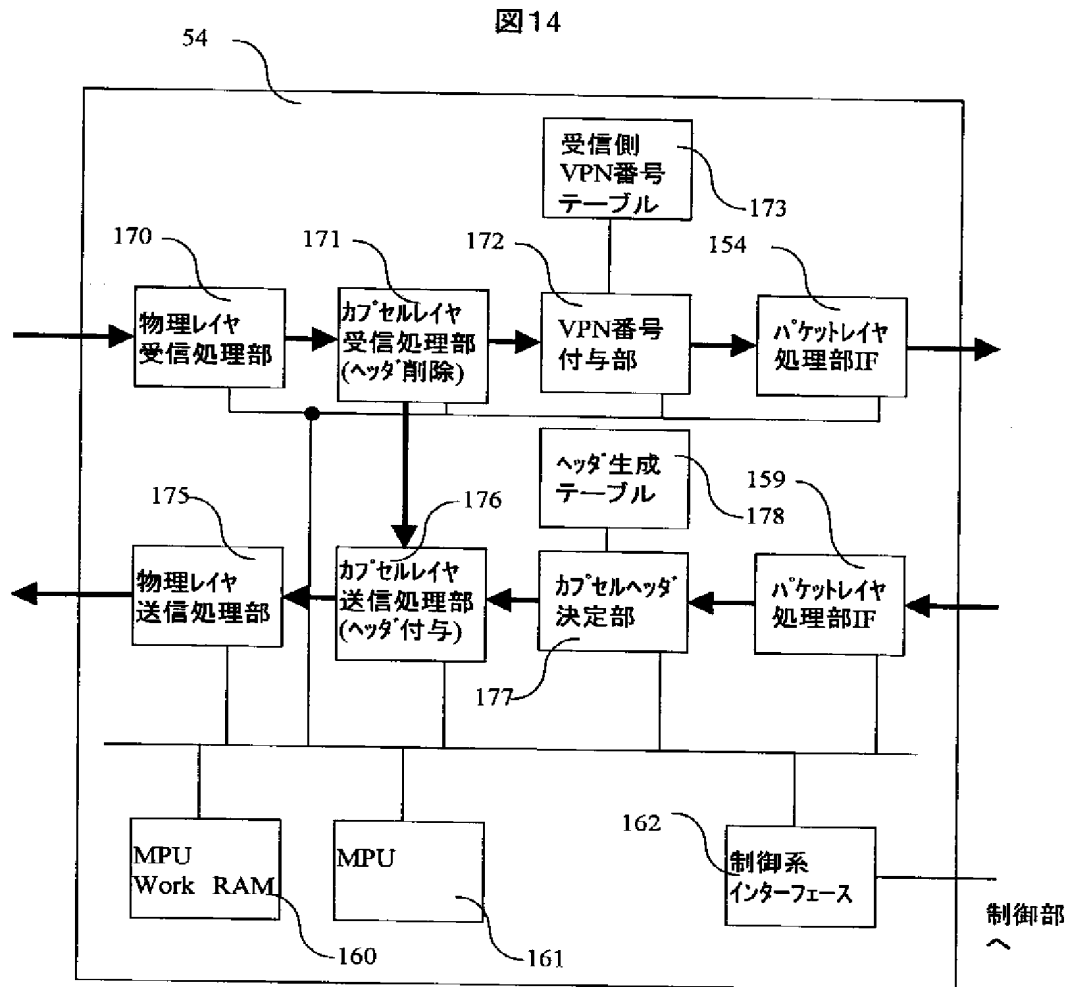 図14
54
受信側
VPN番号
テーブル
173
170
171
172
154
物理レイヤ
受信処理部
カプセルレイヤ
受信処理部
(ヘッダ削除)
VPN番号
付与部
パケットレイヤ
処理部IF
ヘッダ生成
テーブル
178
175
176
159
物理レイヤ
送信処理部
カプセルレイヤ
送信処理部
(ヘッダ付与)
カプセルヘッダ
決定部
パケットレイヤ
処理部IF
177
MPU
Work RAM
160
MPU
161
162
制御系
インターフェース
制御部
へ